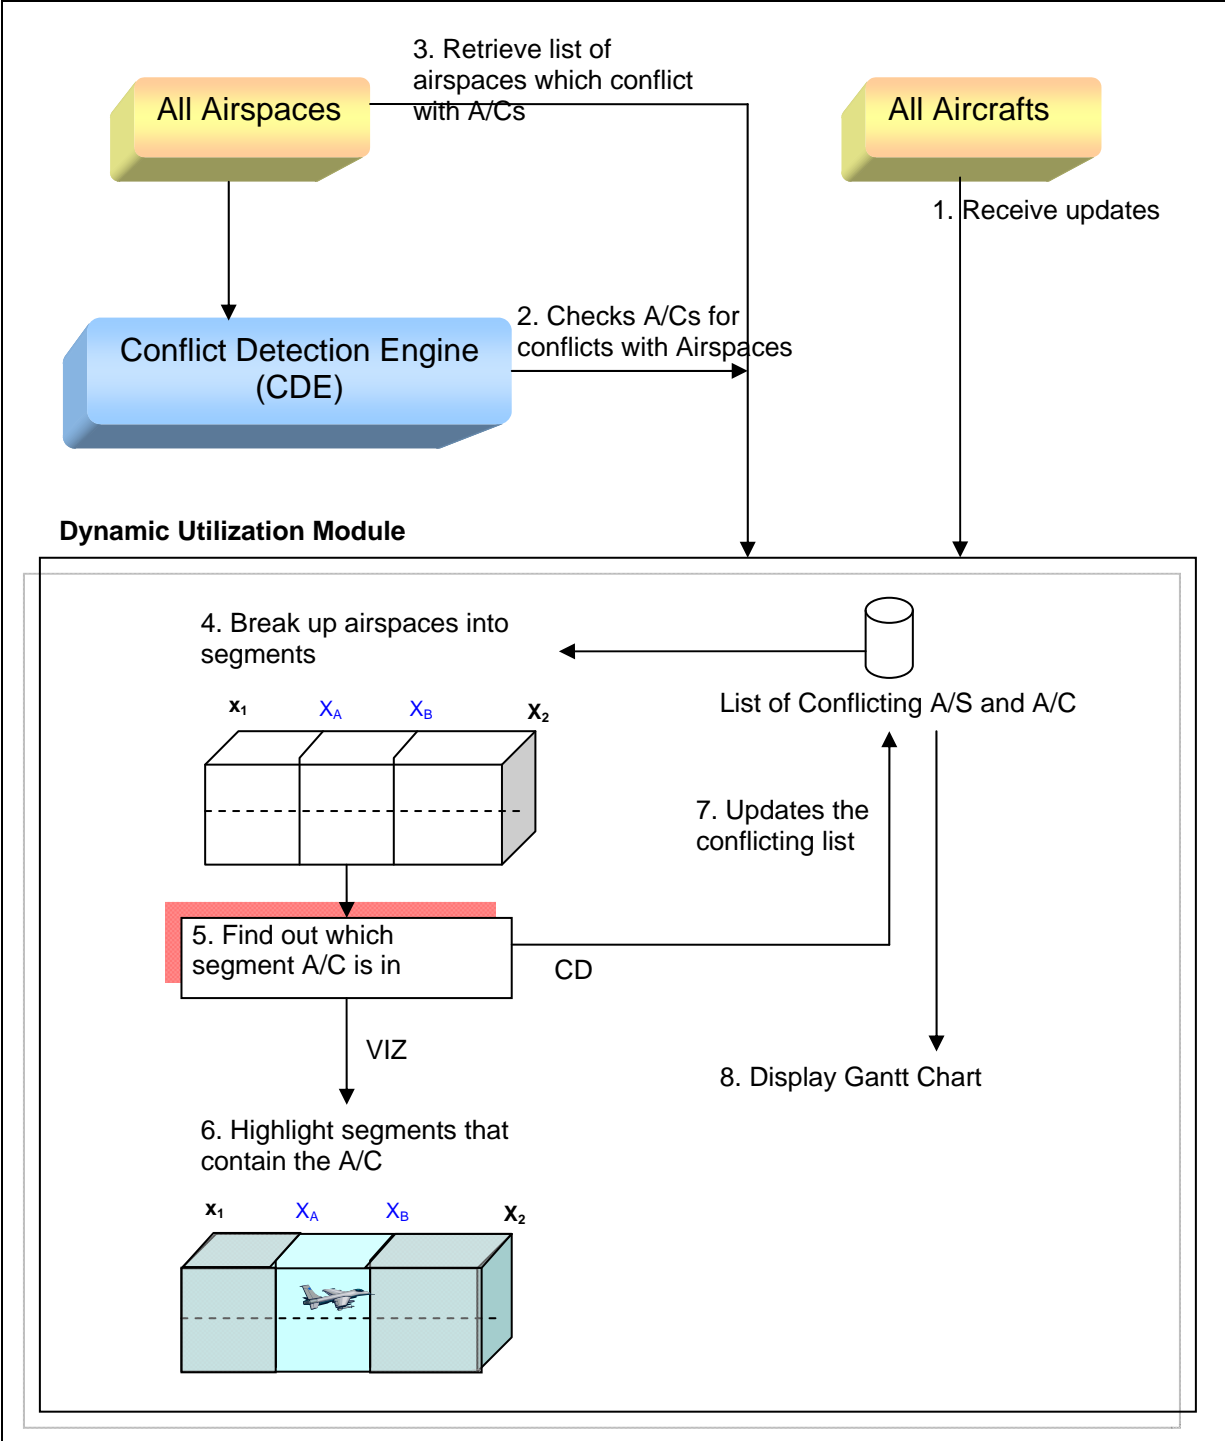 3. Retrieve list of
airspaces which conflict
with A/Cs
All Airspaces
All Aircrafts
1. Receive updates
2. Checks A/Cs for
conflicts with Airspaces
Conflict Detection Engine
(CDE)
Dynamic Utilization Module
4. Break up airspaces into
segments
List of Conflicting A/S and A/C
x1 XA XB X2
7. Updates the
conflicting list
5. Find out which
segment A/C is in
CD
VIZ
8. Display Gantt Chart
6. Highlight segments that
contain the A/C
x1 XA XB X2